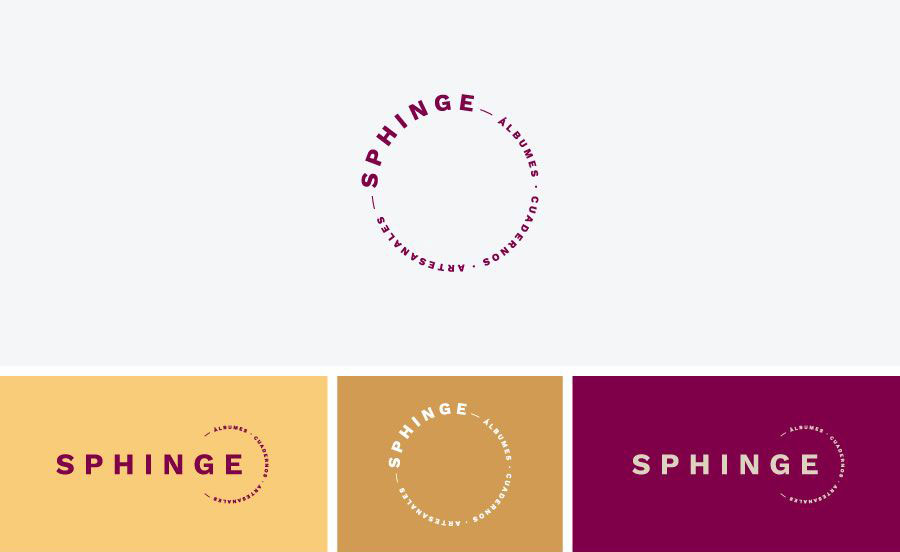 SPHINGE — ÁLBUMES · CUADERNOS · ARTESANALES —
SPHINGE
— ÁLBUMES · CUADERNOS · ARTESANALES —
SPHINGE — ÁLBUMES · CUADERNOS · ARTESANALES —
SPHINGE
— ÁLBUMES · CUADERNOS · ARTESANALES —